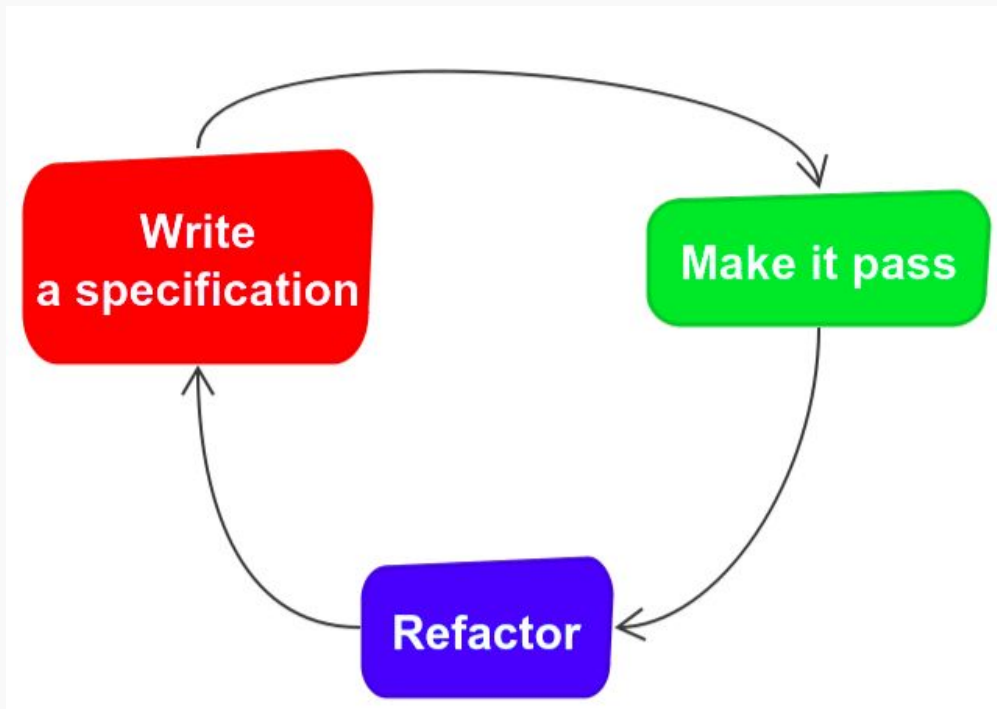 Write
a specification
Make it pass
Refactor